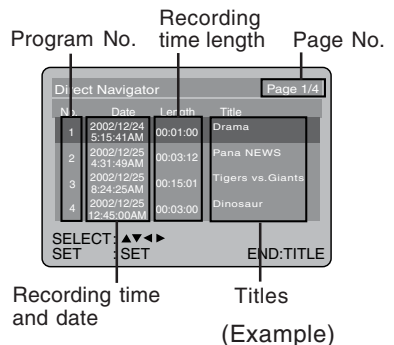 Recording
Program No. time length Page No.
Direct Navigator Page 1/4
No. Date Length Title
1 2002/12/24 5:15:41AM 00:01:00 Drama
2 2002/12/25 4:31:49AM 00:03:12 Pana NEWS
3 2002/12/25 8:24:25AM 00:15:01 Tigers vs.Giants
4 2002/12/25 12:45:00AM 00:03:00 Dinosaur
SELECT: ▲▼◄►
SET : SET END:TITLE
Recording time
and date
Titles
(Example)